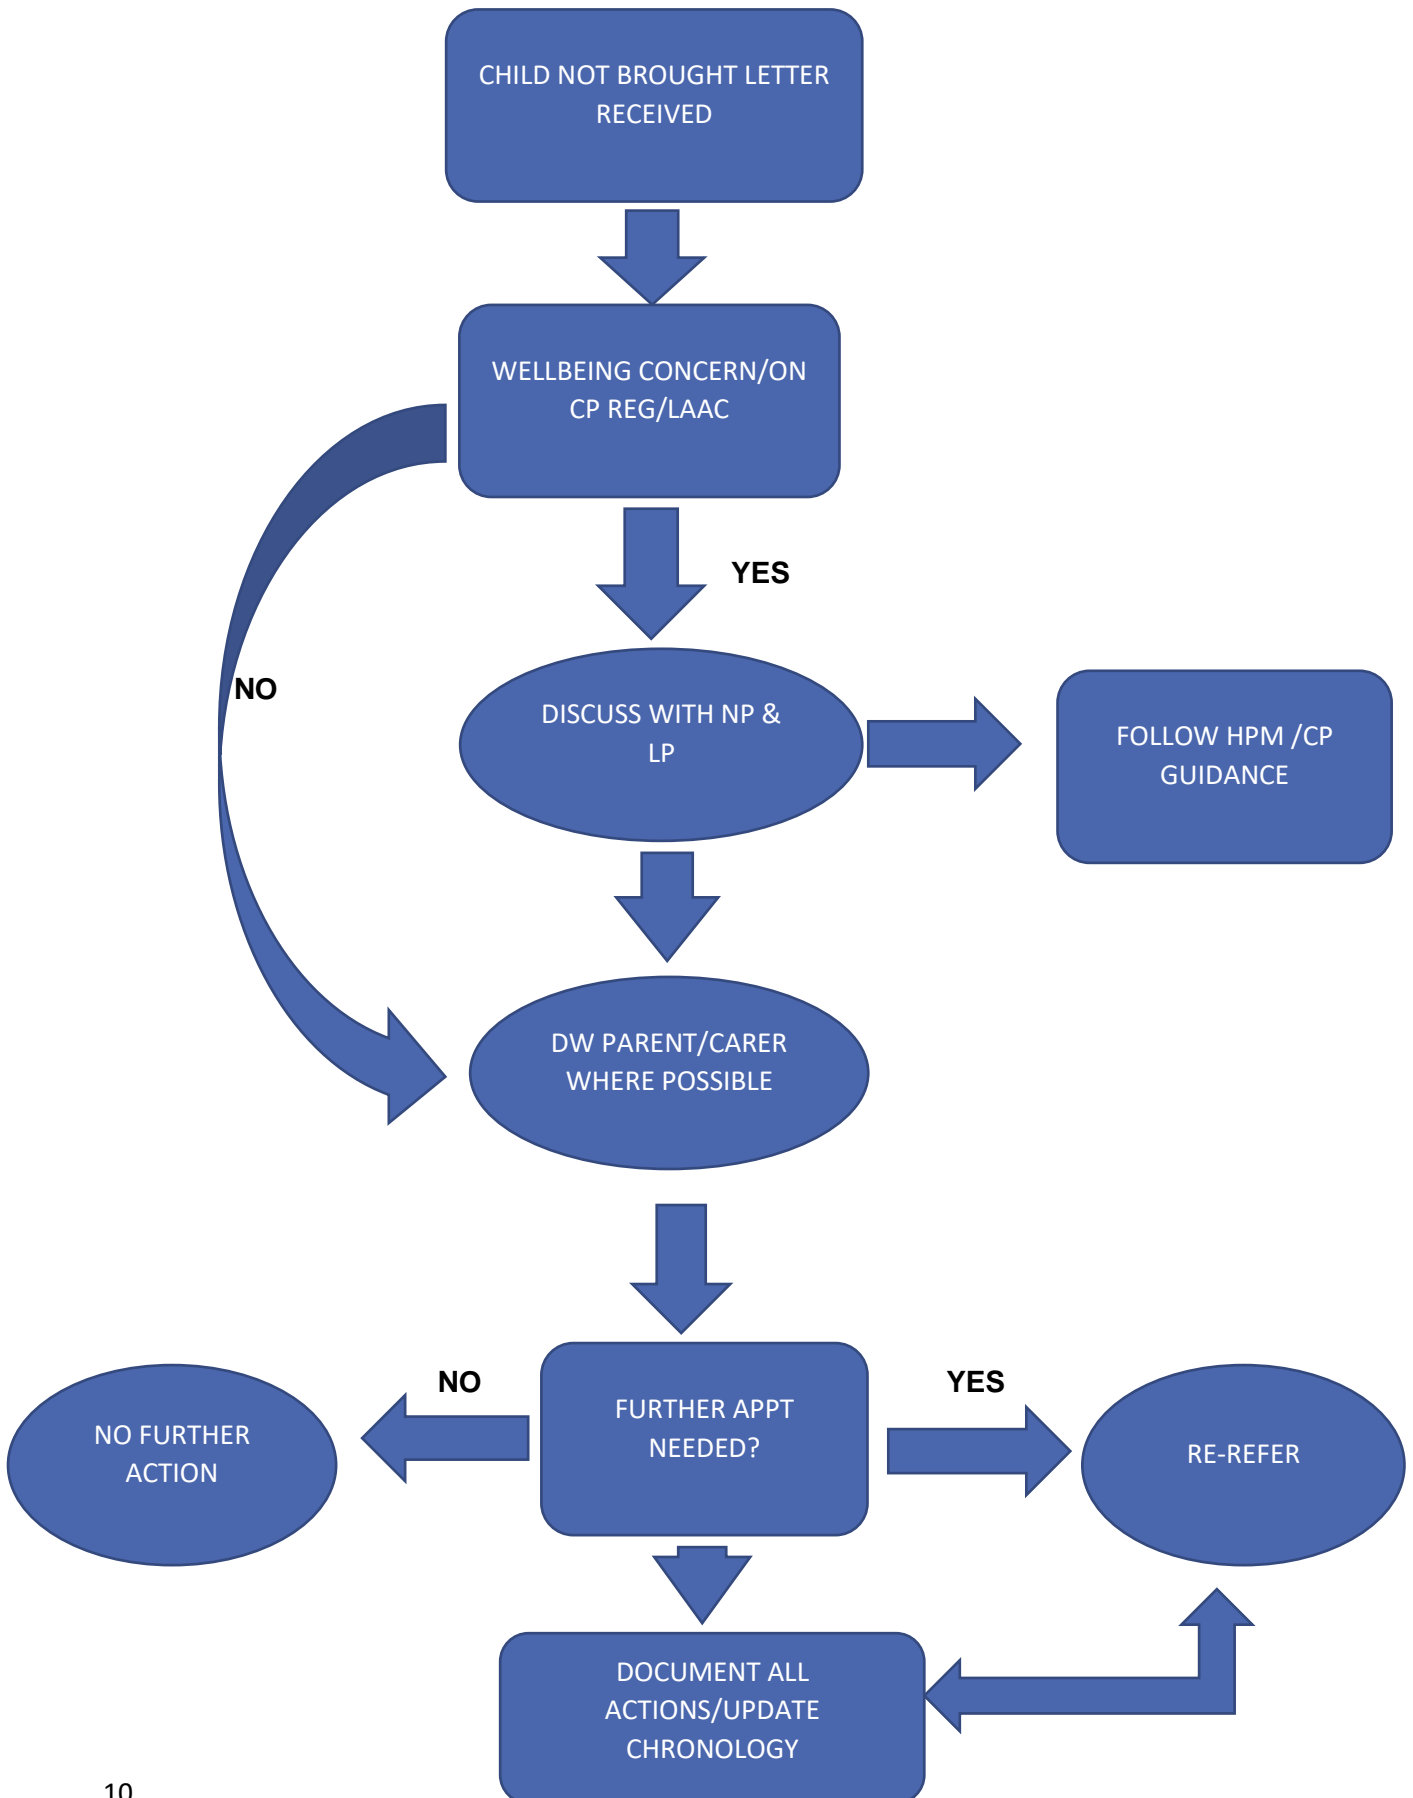 CHILD NOT BROUGHT LETTER
RECEIVED
WELLBEING CONCERN/ON
CP REG/LAAC
YES
NO
DISCUSS WITH NP &
LP
FOLLOW HPM /CP
GUIDANCE
DW PARENT/CARER
WHERE POSSIBLE
NO
YES
NO FURTHER
ACTION
FURTHER APPT
NEEDED?
RE-REFER
DOCUMENT ALL
ACTIONS/UPDATE
CHRONOLOGY
10